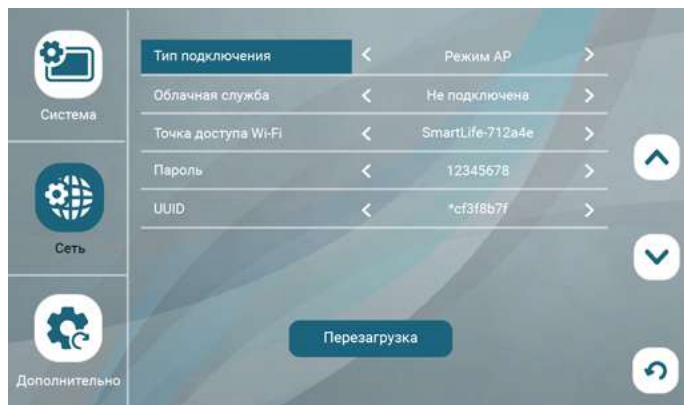 Система
Сеть
Дополнительно
Тип подключения < Режим AP >
Облачная служба < Не подключена >
Точка доступа Wi-Fi < SmartLife-712a4e >
Пароль < 12345678 >
UUID < *cf3f8b7f >
Перезагрузка